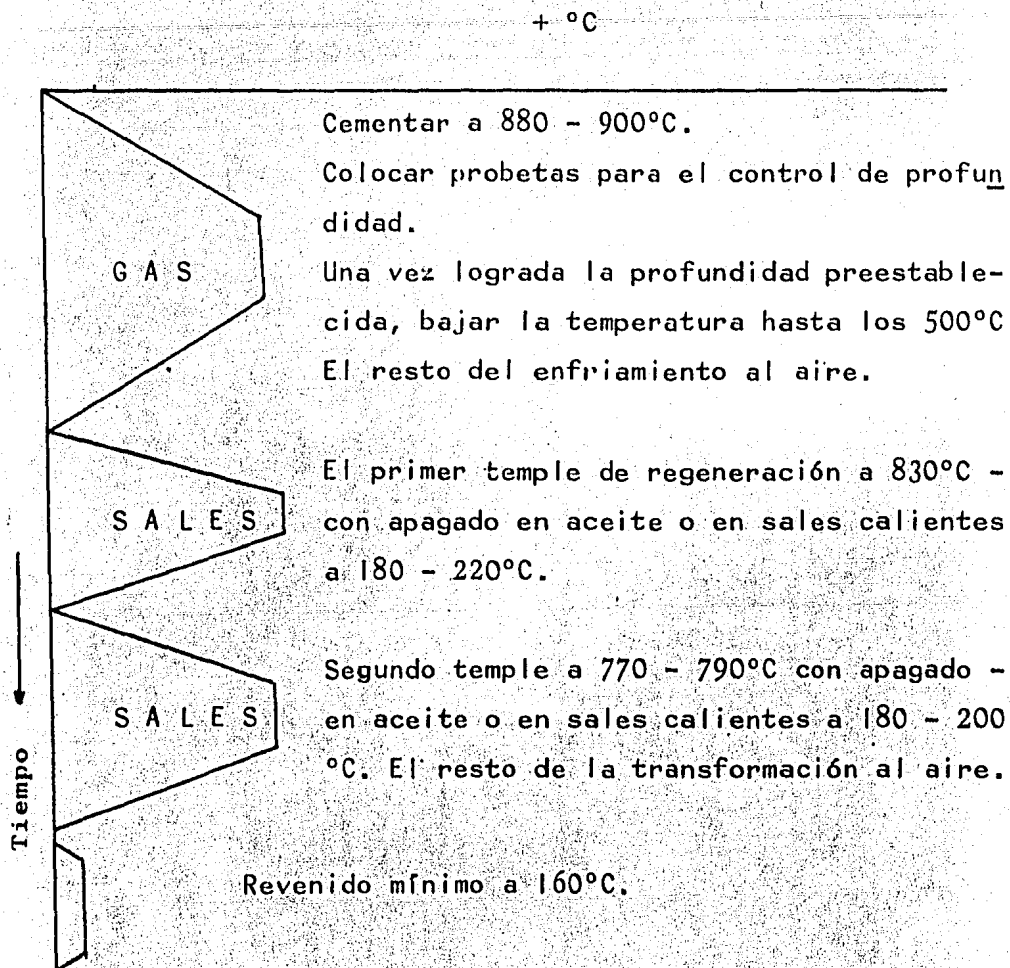 + °C
Cementar a 880 - 900°C.
Colocar probetas para el control de profun
didad.
GAS
Una vez lograda la profundidad preestable-
cida, bajar la temperatura hasta los 500°C
El resto del enfriamiento al aire.
El primer temple de regeneración a 830°C -
SALES
con apagado en aceite o en sales calientes
a 180 - 220°C.
Segundo temple a 770 - 790°C con apagado -
SALES
en aceite o en sales calientes a 180 - 200
°C. El resto de la transformación al aire.
Tiempo
Revenido mínimo a 160°C.